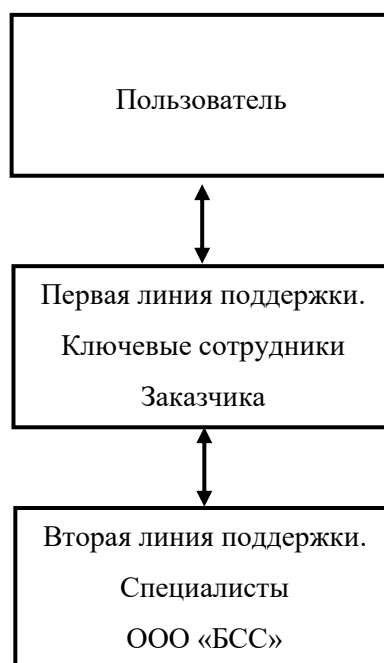 Пользователь
Первая линия поддержки.
Ключевые сотрудники
Заказчика
Вторая линия поддержки.
Специалисты
ООО «БСС»